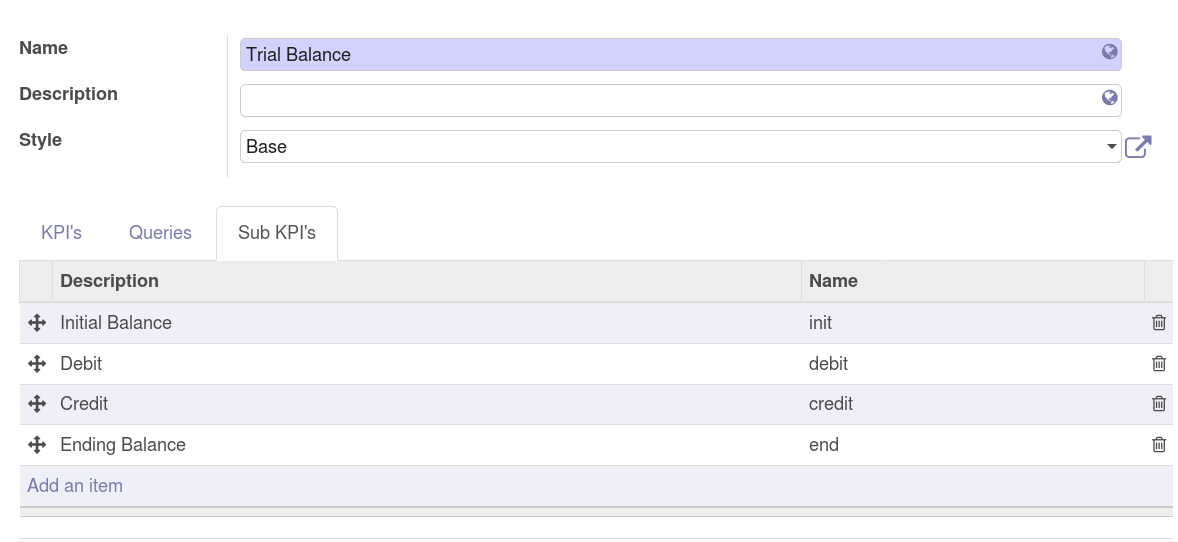 Name
Trial Balance
Description
Style
Base
KPI's Queries Sub KPI's
Description Name
Initial Balance init
Debit debit
Credit credit
Ending Balance end
Add an item